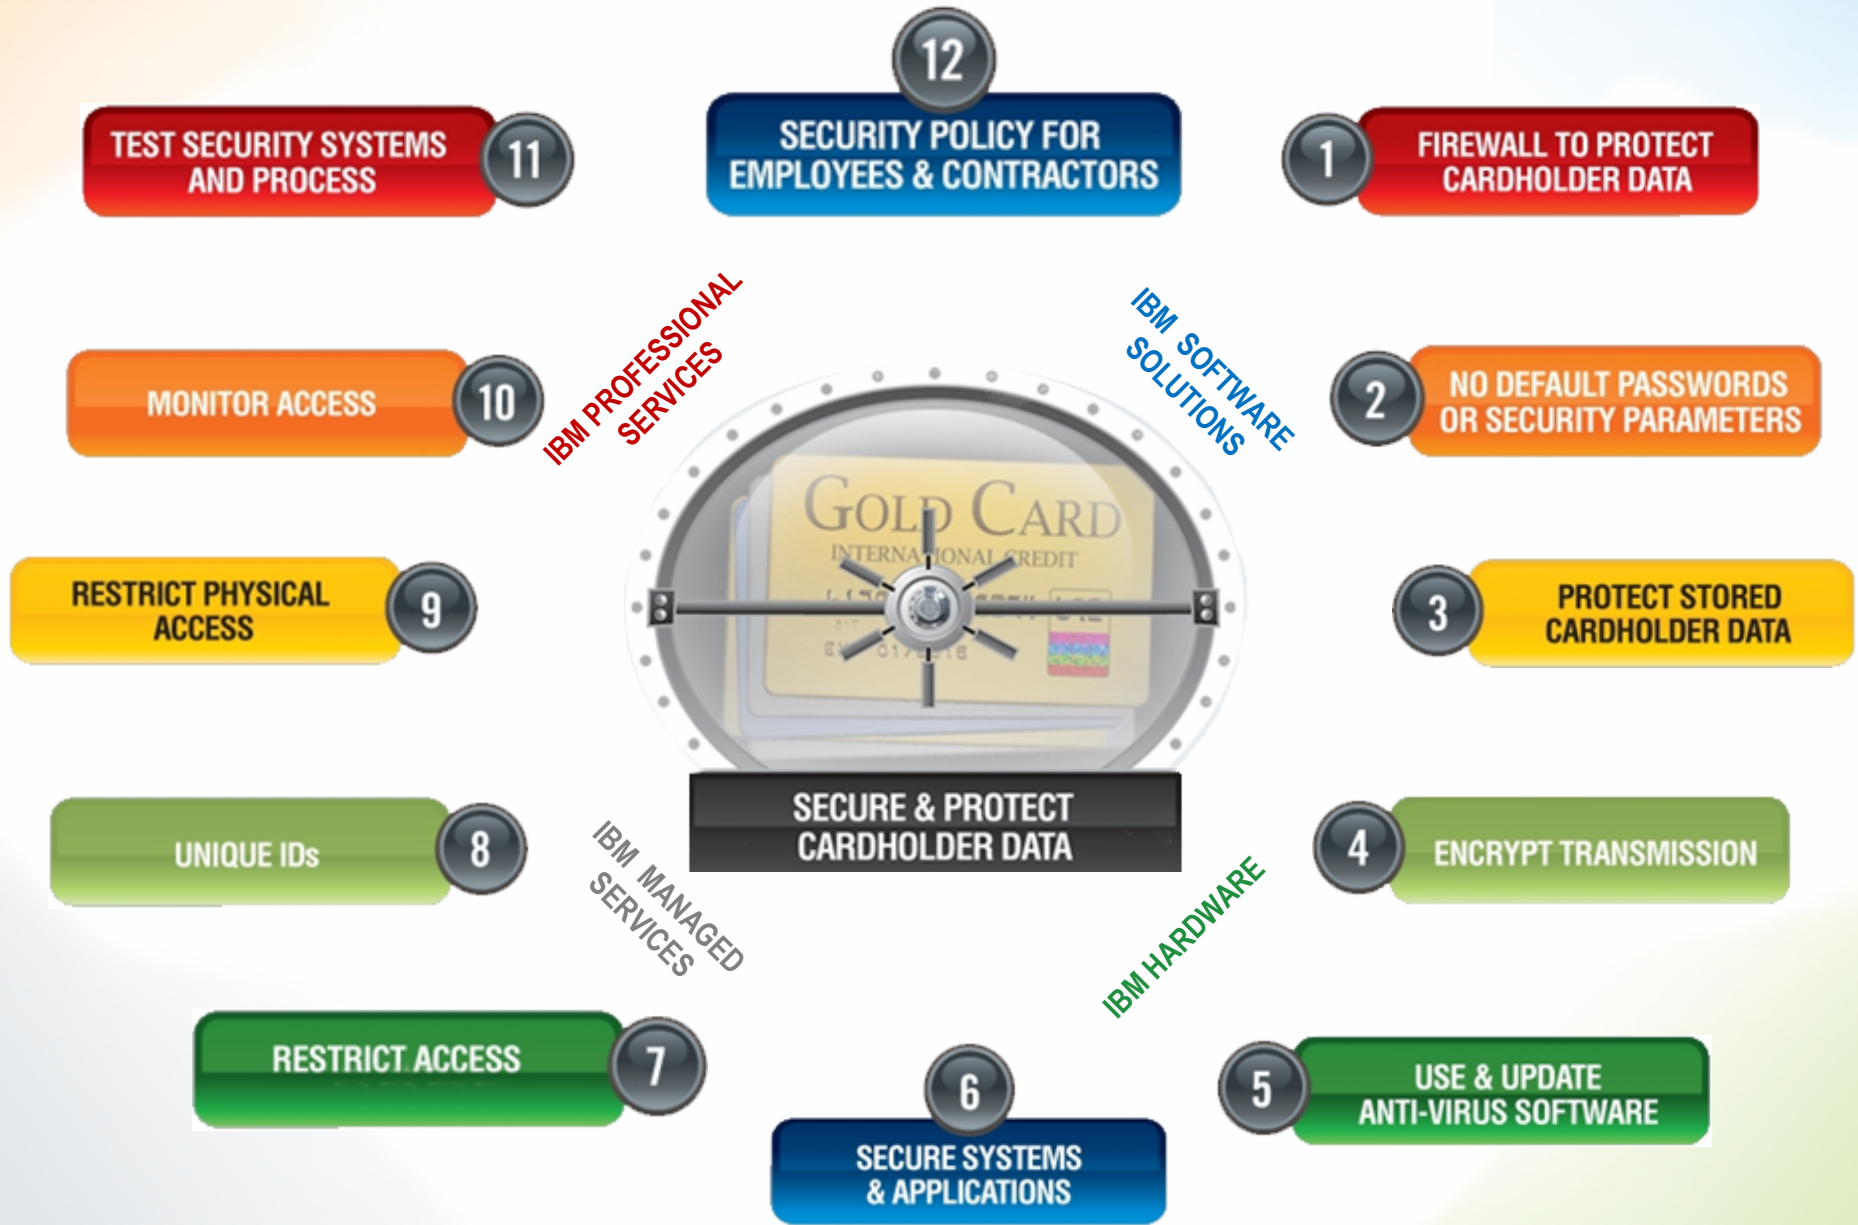 12
SECURITY POLICY FOR
EMPLOYEES & CONTRACTORS
1
FIREWALL TO PROTECT
CARDHOLDER DATA
2
NO DEFAULT PASSWORDS
OR SECURITY PARAMETERS
3
PROTECT STORED
CARDHOLDER DATA
4
ENCRYPT TRANSMISSION
5
USE & UPDATE
ANTI-VIRUS SOFTWARE
6
SECURE SYSTEMS
& APPLICATIONS
7
RESTRICT ACCESS
8
UNIQUE IDs
9
RESTRICT PHYSICAL
ACCESS
10
MONITOR ACCESS
11
TEST SECURITY SYSTEMS
AND PROCESS
IBM PROFESSIONAL
SERVICES
IBM SOFTWARE
SOLUTIONS
GOLD CARD
INTERNATIONAL CREDIT
SECURE & PROTECT
CARDHOLDER DATA
IBM MANAGED
SERVICES
IBM HARDWARE